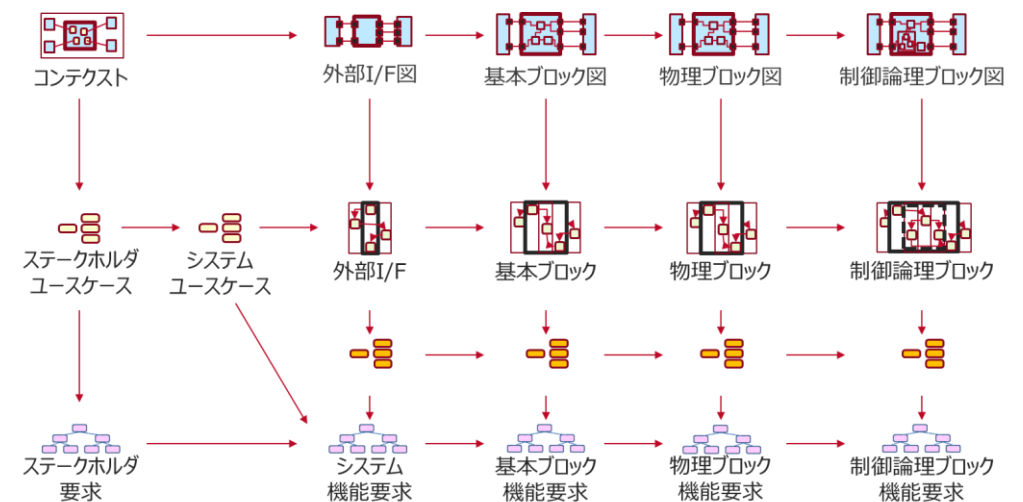 コンテクスト
外部I/F図
基本ブロック図
物理ブロック図
制御論理ブロック図
ステークホルダ
ユースケース
システム
ユースケース
外部I/F
基本ブロック
物理ブロック
制御論理ブロック
ステークホルダ
要求
システム
機能要求
基本ブロック
機能要求
物理ブロック
機能要求
制御論理ブロック
機能要求